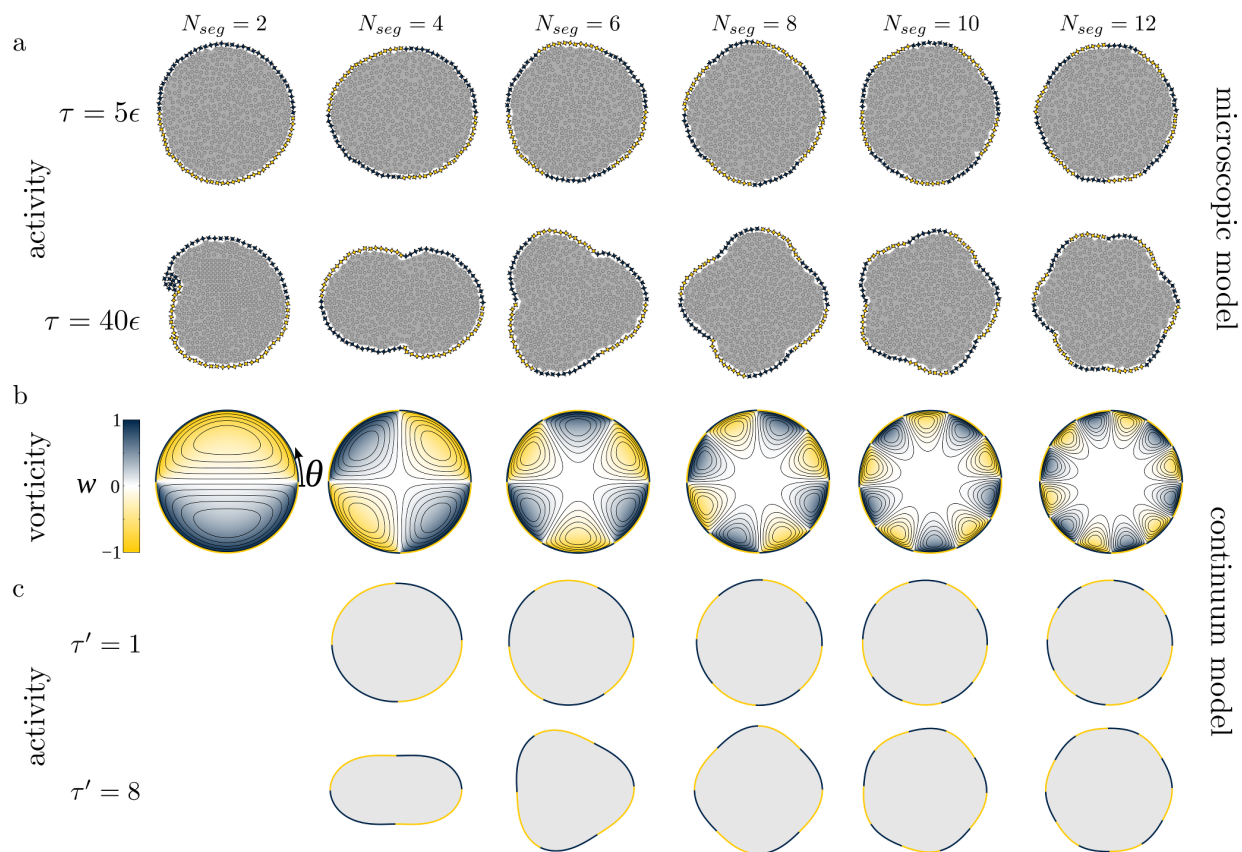 N_{seg} = 2 N_{seg} = 4 N_{seg} = 6 N_{seg} = 8 N_{seg} = 10 N_{seg} = 12
a
τ = 5ϵ
activity
τ = 40ϵ
microscopic model
b
vorticity
1
w 0
−1
θ
continuum model
c
τ′ = 1
activity
τ′ = 8